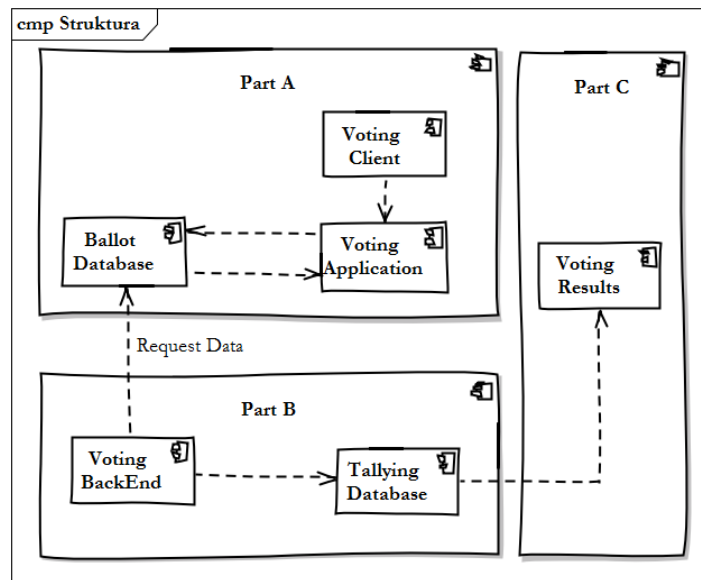 cmp Struktura
Part A
Voting
Client
Ballot
Database
Voting
Application
Request Data
Part B
Voting
BackEnd
Tallying
Database
Part C
Voting
Results